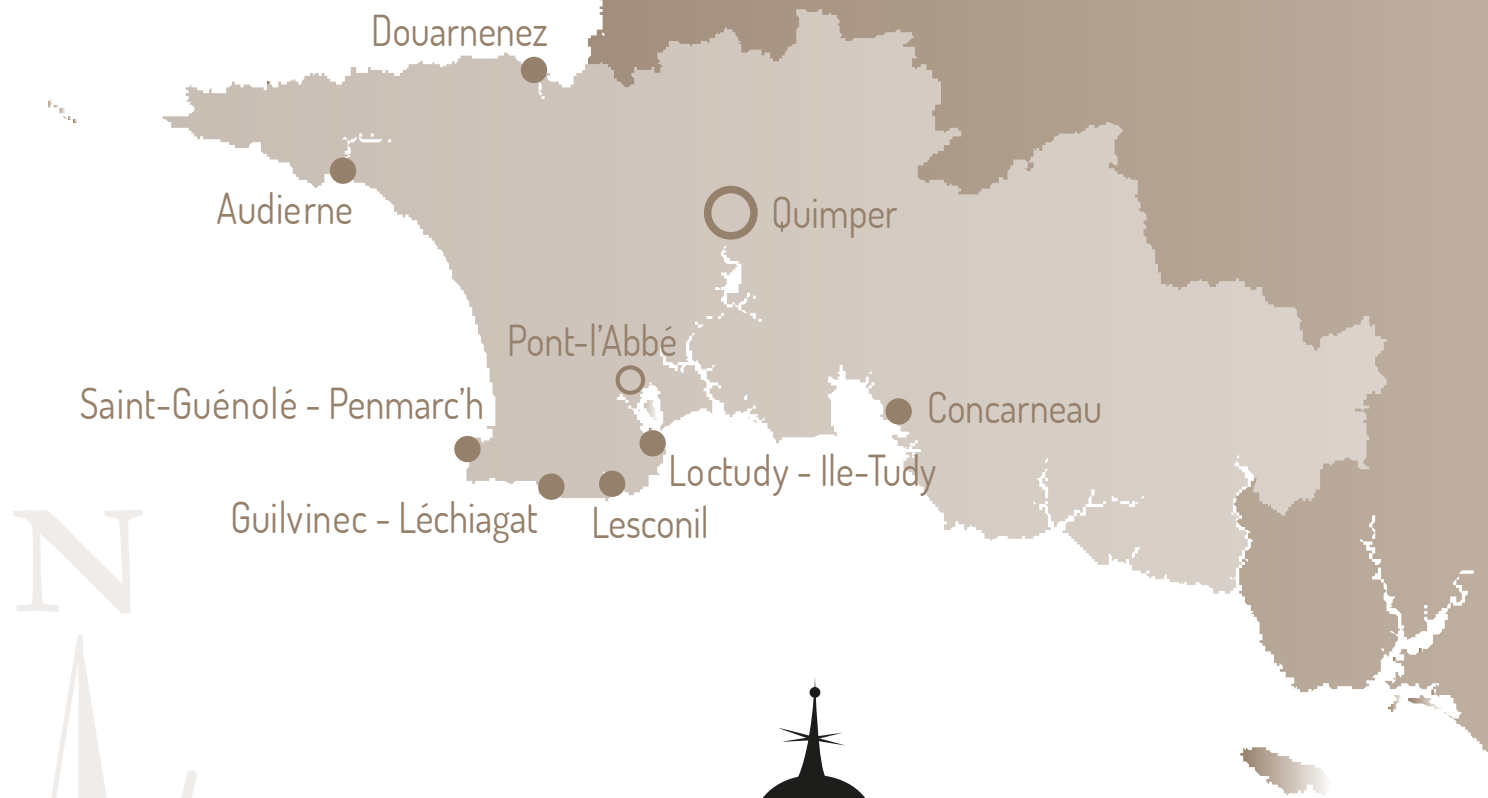 Douarnenez
Audierne
Quimper
Pont-l'Abbé
Saint-Guénolé - Penmarc'h
Concarneau
Loctudy - Ile-Tudy
Guilvinec - Léchiagat
Lesconil
N